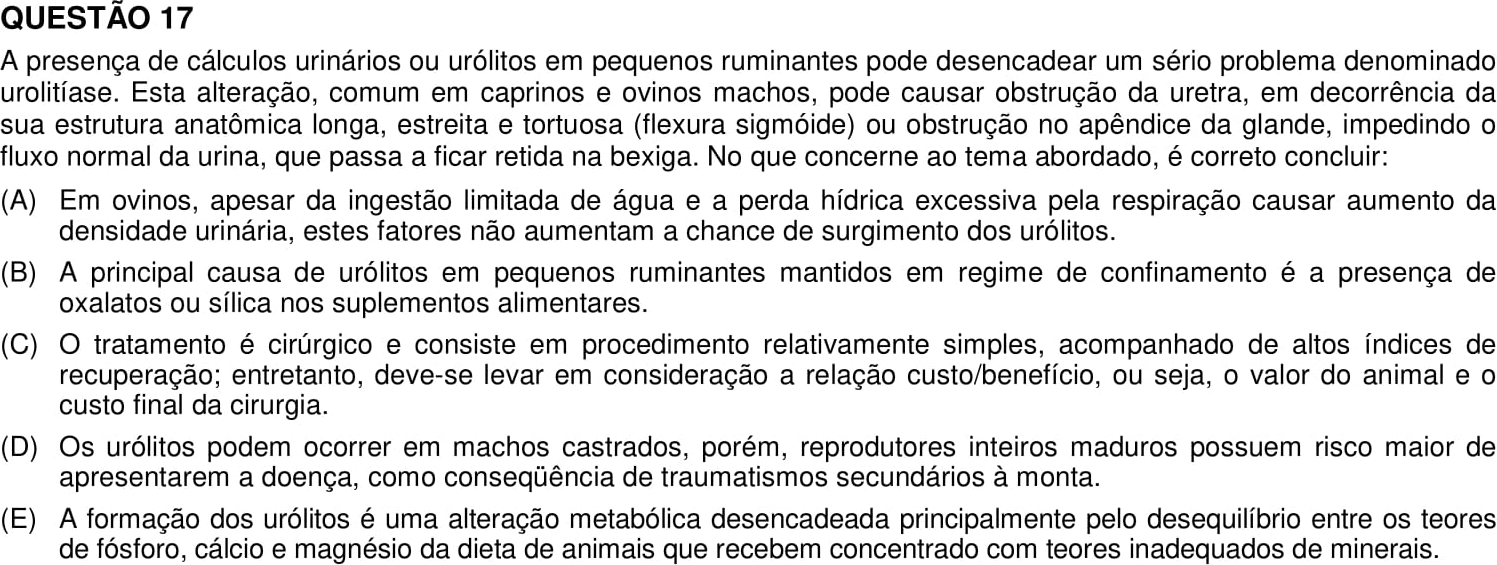 QUESTÃO 17
A presença de cálculos urinários ou urólitos em pequenos ruminantes pode desencadear um sério problema denominado
urolitíase. Esta alteração, comum em caprinos e ovinos machos, pode causar obstrução da uretra, em decorrência da
sua estrutura anatômica longa, estreita e tortuosa (flexura sigmóide) ou obstrução no apêndice da glande, impedindo o
fluxo normal da urina, que passa a ficar retida na bexiga. No que concerne ao tema abordado, é correto concluir:
(A) Em ovinos, apesar da ingestão limitada de água e a perda hídrica excessiva pela respiração causar aumento da
densidade urinária, estes fatores não aumentam a chance de surgimento dos urólitos.
(B) A principal causa de urólitos em pequenos ruminantes mantidos em regime de confinamento é a presença de
oxalatos ou sílica nos suplementos alimentares.
(C) O tratamento é cirúrgico e consiste em procedimento relativamente simples, acompanhado de altos índices de
recuperação; entretanto, deve-se levar em consideração a relação custo/benefício, ou seja, o valor do animal e o
custo final da cirurgia.
(D) Os urólitos podem ocorrer em machos castrados, porém, reprodutores inteiros maduros possuem risco maior de
apresentarem a doença, como conseqüência de traumatismos secundários à monta.
(E) A formação dos urólitos é uma alteração metabólica desencadeada principalmente pelo desequilíbrio entre os teores
de fósforo, cálcio e magnésio da dieta de animais que recebem concentrado com teores inadequados de minerais.